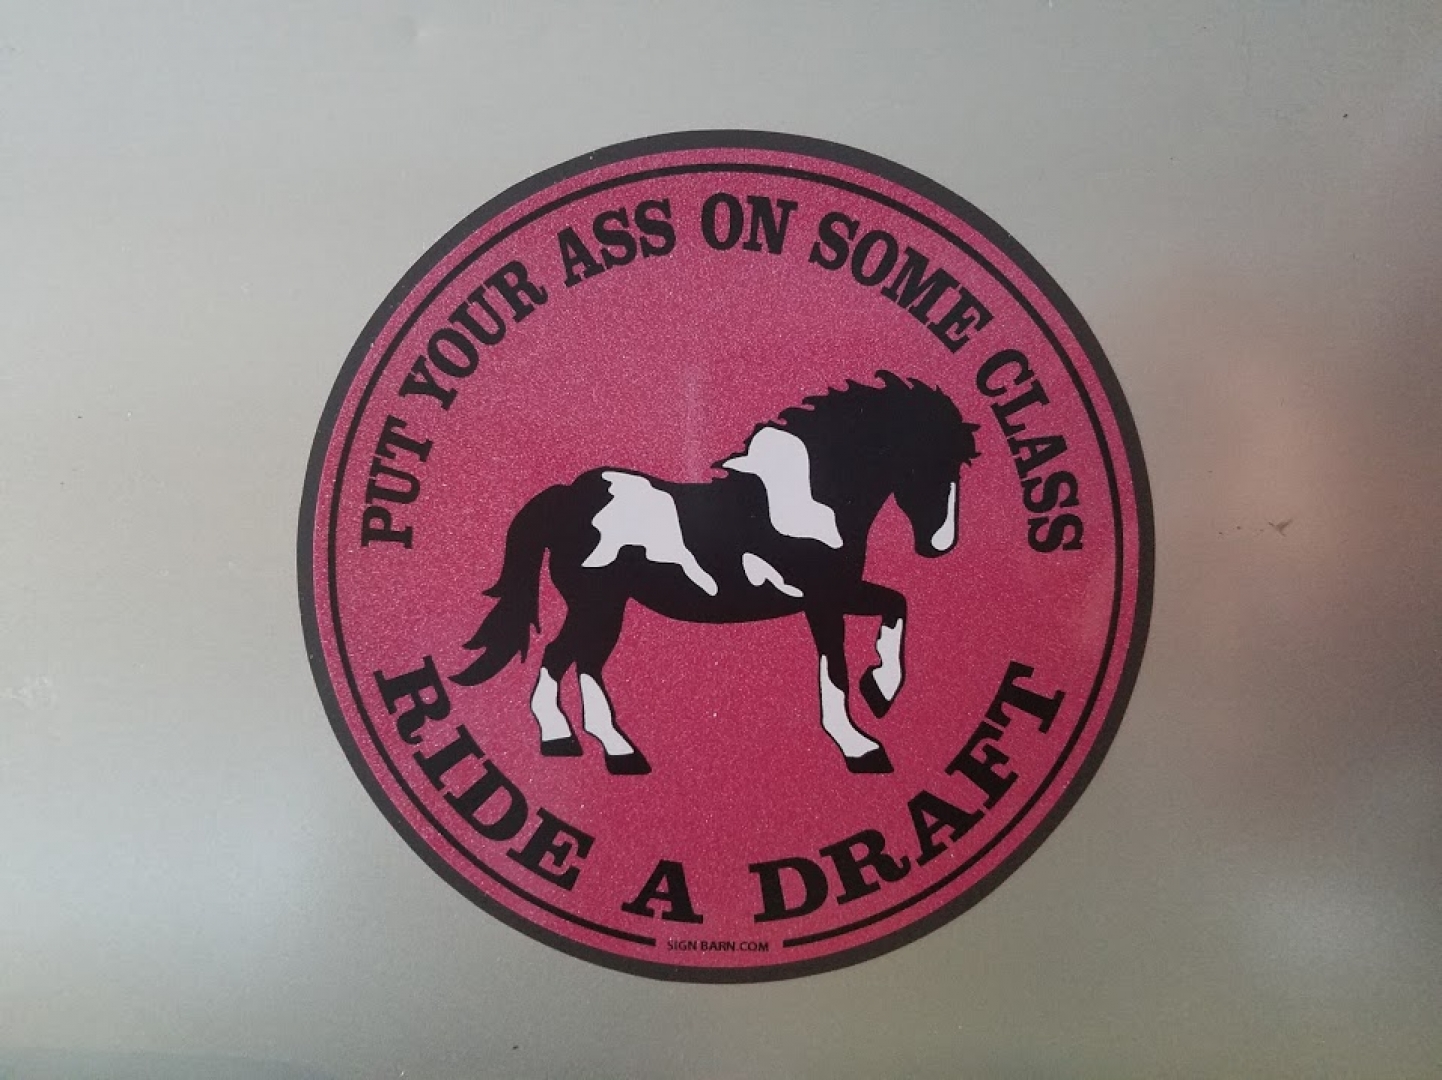 PUT YOUR ASS ON SOME CLASS
RIDE A DRAFT
SIGN BARN.COM